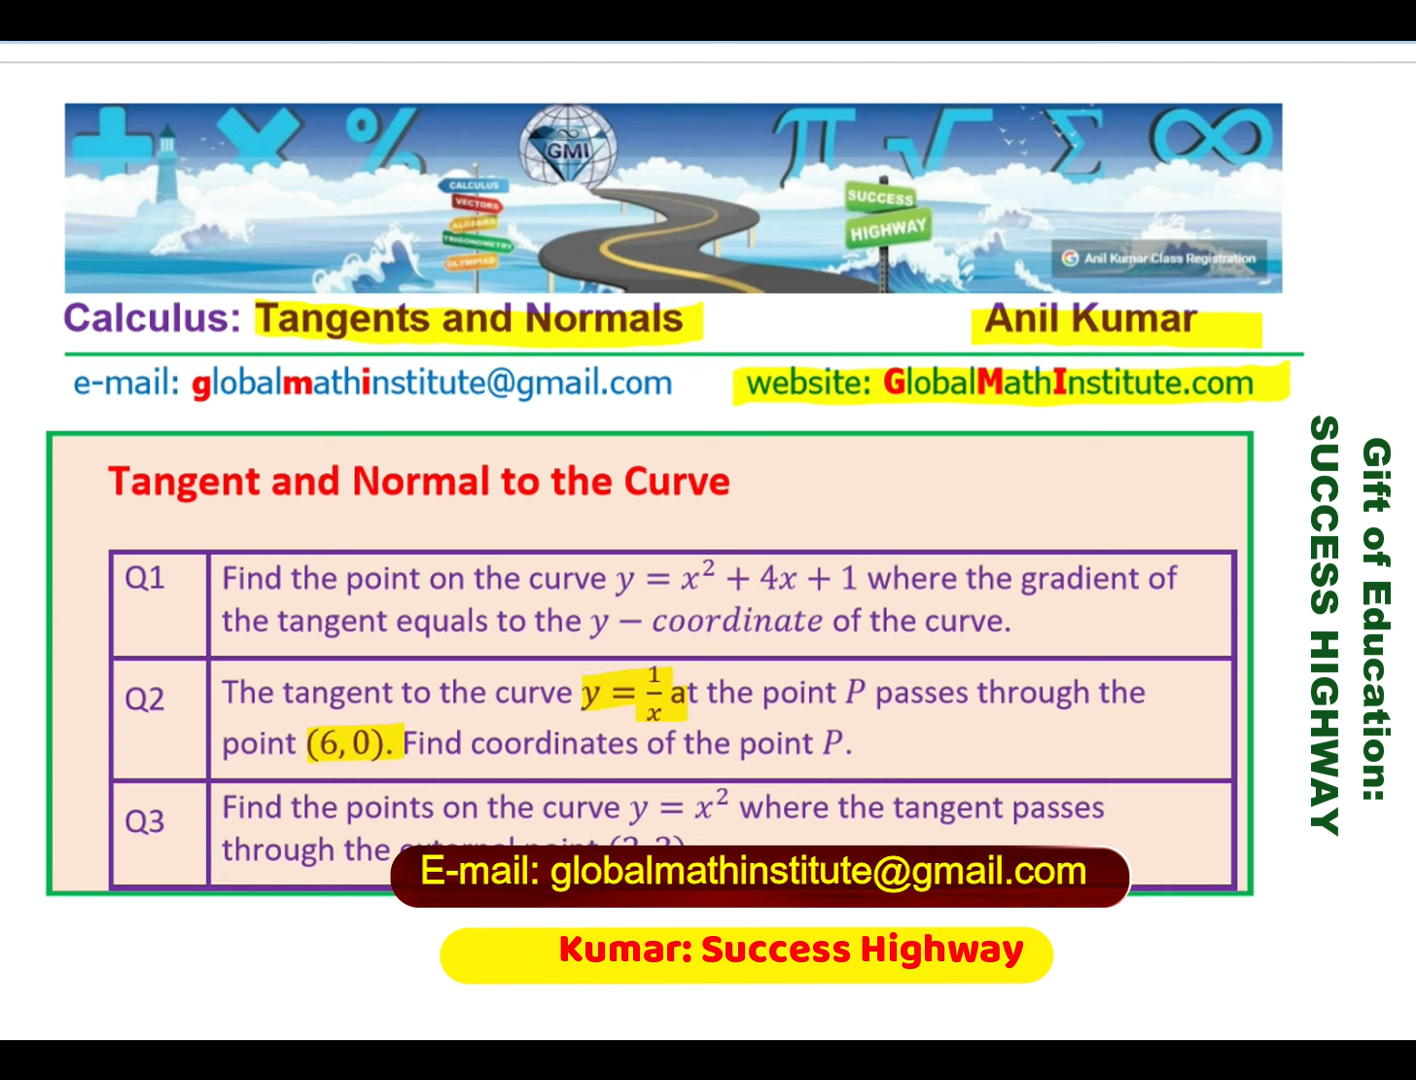 GMI
CALCULUS
VECTORS
ALGEBRA
TRIGONOMETRY
OLYMPIAD
SUCCESS
HIGHWAY
Anil Kumar Class Registration
Calculus: Tangents and Normals Anil Kumar
e-mail: globalmathinstitute@gmail.com website: GlobalMathInstitute.com
Tangent and Normal to the Curve
Q1 Find the point on the curve y = x² + 4x + 1 where the gradient of
the tangent equals to the y − coordinate of the curve.
Q2 The tangent to the curve y = 1/x at the point P passes through the
point (6, 0). Find coordinates of the point P.
Q3 Find the points on the curve y = x² where the tangent passes
through the
E-mail: globalmathinstitute@gmail.com
Kumar: Success Highway
Gift of Education:
SUCCESS HIGHWAY